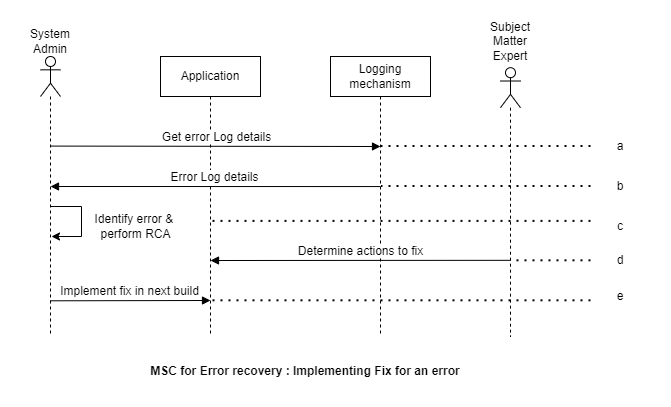 System
Admin
Subject
Matter
Expert
Application
Logging
mechanism
Get error Log details
a
Error Log details
b
Identify error &
perform RCA
c
Determine actions to fix
d
Implement fix in next build
e
MSC for Error recovery : Implementing Fix for an error